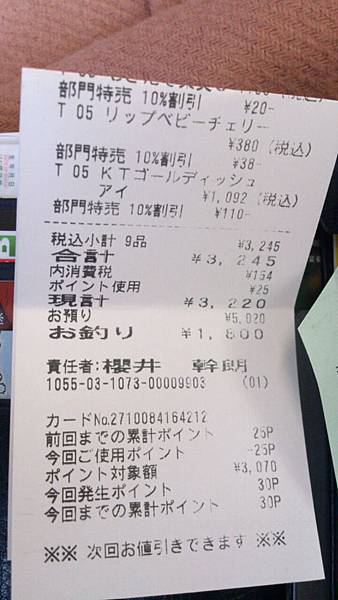 部門特売 10%割引 ¥20-
T 05 リップベビーチェリー
¥380 (税込)
部門特売 10%割引 ¥38-
T 05 KTゴールディッシュ
アイ ¥1,092 (税込)
部門特売 10%割引 ¥110-
税込小計 9品 ¥3,245
合計 ¥3,245
内消費税 ¥154
ポイント使用 ¥25
現計 ¥3,220
お預り ¥5,020
お釣り ¥1,800
責任者:櫻井 幹朗
1055-03-1073-00009903 (01)
カードNo.2710084164212
前回までの累計ポイント 25P
今回ご使用ポイント -25P
ポイント対象額 ¥3,070
今回発生ポイント 30P
今回までの累計ポイント 30P
※※ 次回お値引きできます ※※